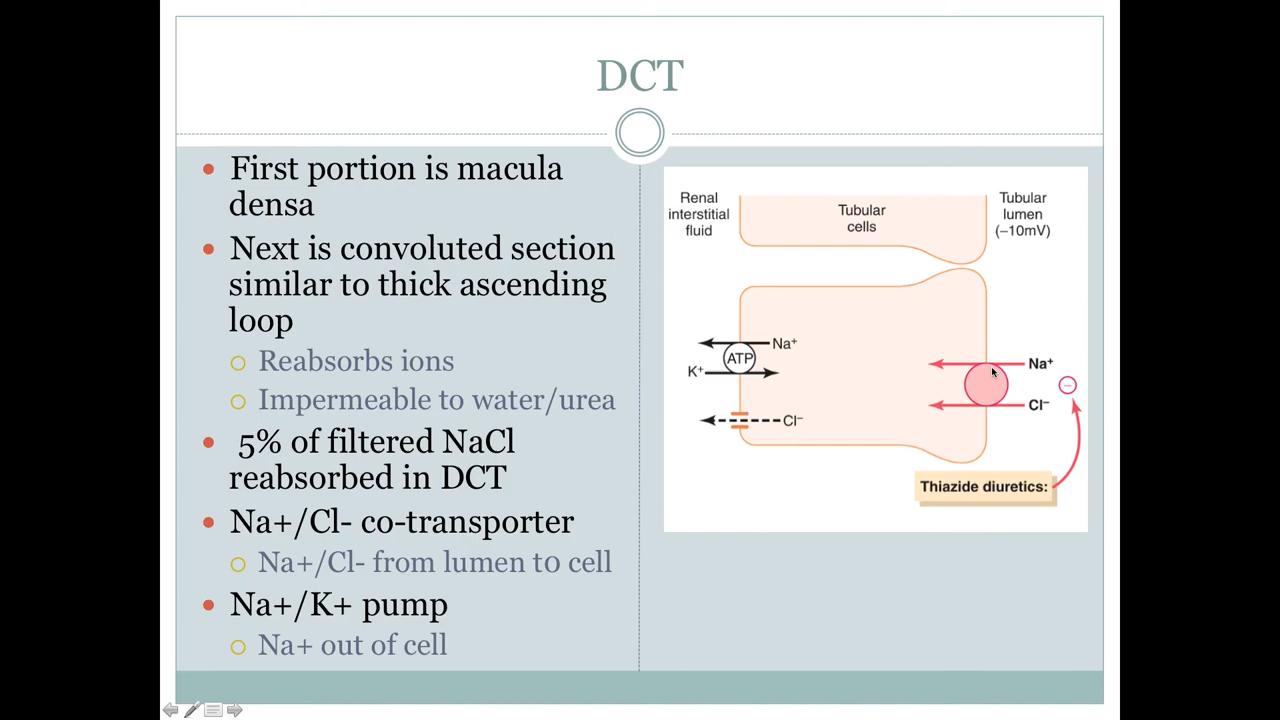 DCT
First portion is macula
densa
Next is convoluted section
similar to thick ascending
loop
Reabsorbs ions
Impermeable to water/urea
5% of filtered NaCl
reabsorbed in DCT
Na+/Cl- co-transporter
Na+/Cl- from lumen to cell
Na+/K+ pump
Na+ out of cell
Renal
interstitial
fluid
Tubular
cells
Tubular
lumen
(−10mV)
Na⁺
ATP
K⁺
Cl⁻
Na⁺
Cl⁻
−
Thiazide diuretics: